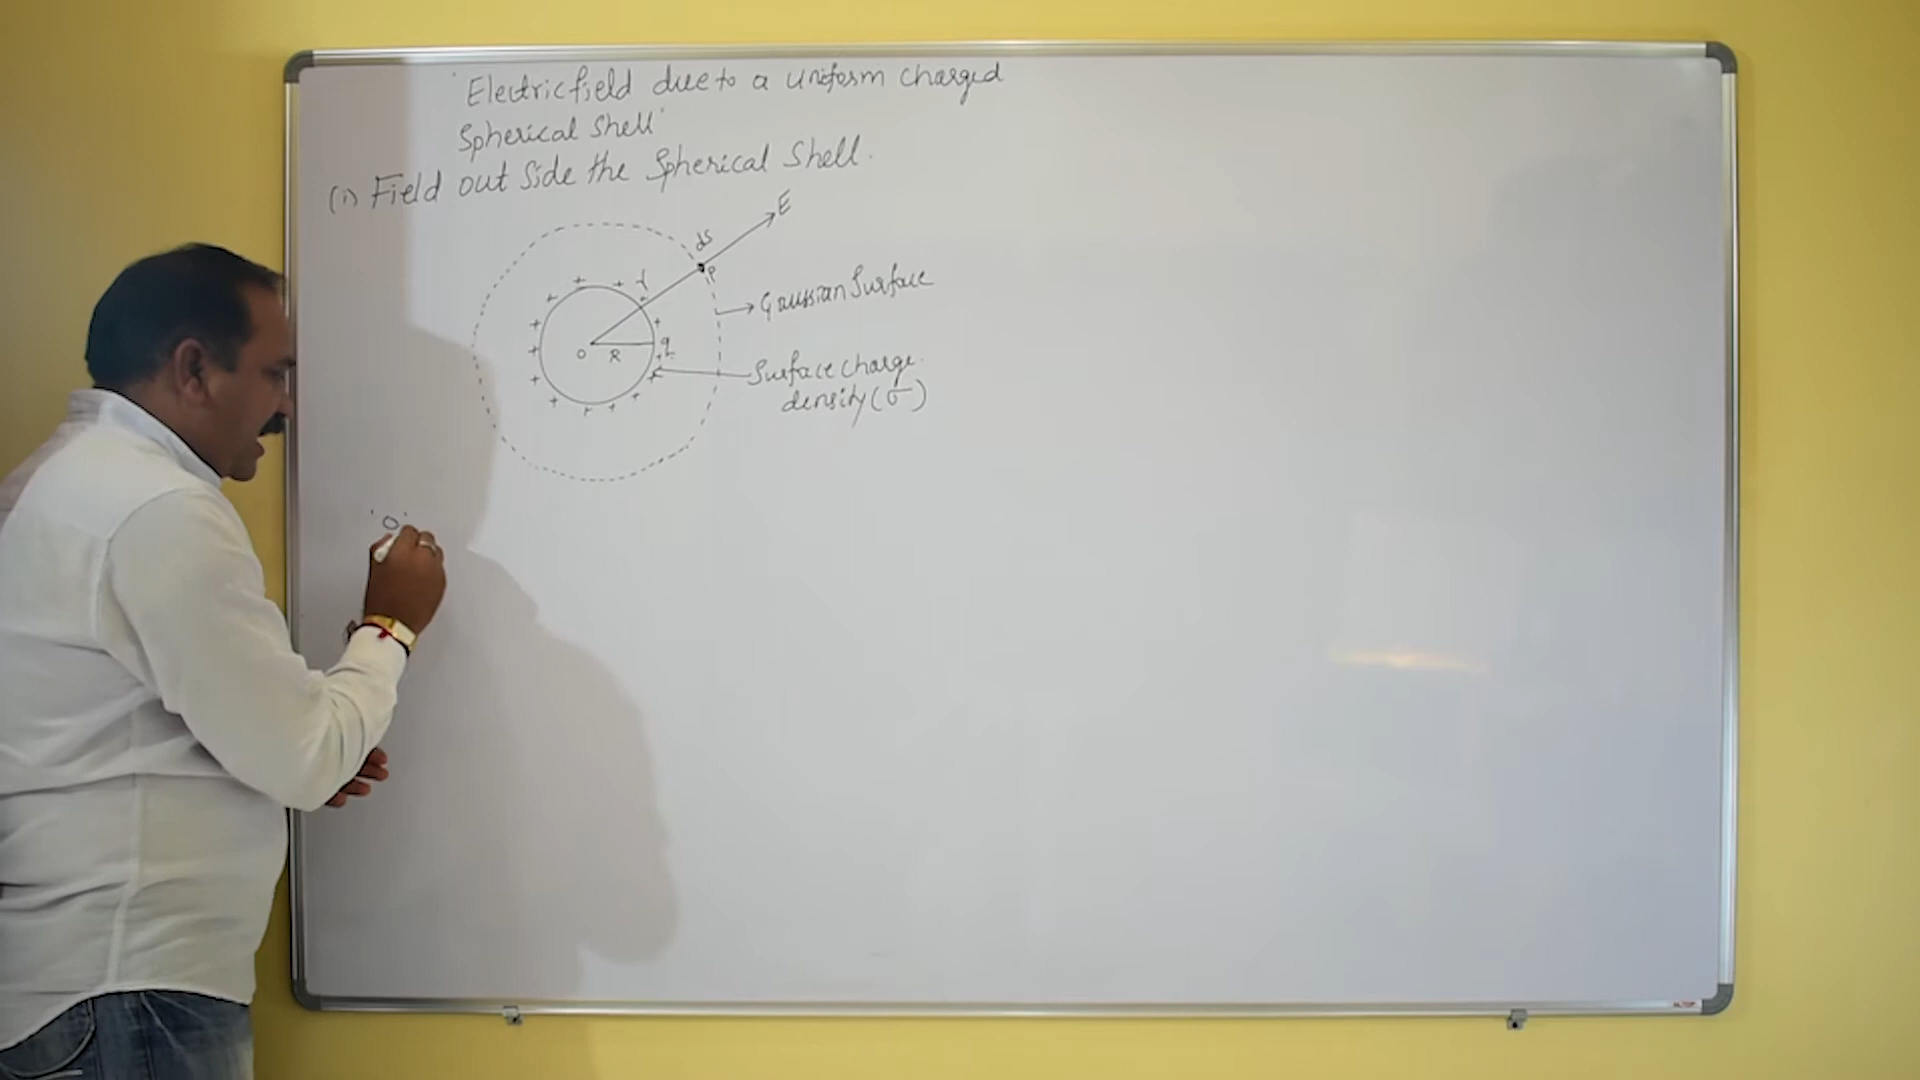 "Electric field due to a uniform charged
Spherical Shell"
(i) Field out Side the Spherical Shell.
E
ds
r
P
Gaussian Surface
O
R
q
Surface charge
density (σ)
'O'